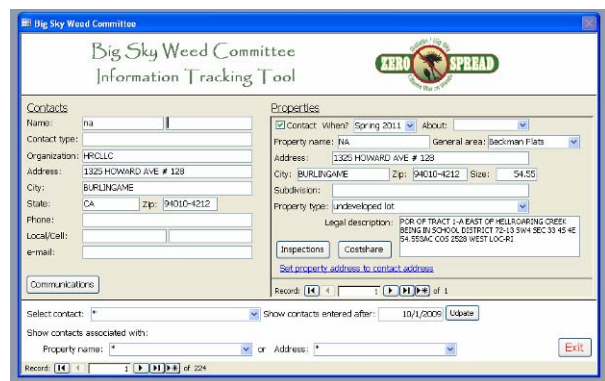 Big Sky Weed Committee
Big Sky Weed Committee
Information Tracking Tool
ZERO SPREAD
Contacts
Name: na
Contact type:
Organization: HRCLLC
Address: 1325 HOWARD AVE # 128
City: BURLINGAME
State: CA Zip: 94010-4212
Phone:
Local/Cell:
e-mail:
Communications
Properties
Contact When? Spring 2011 About:
Property name: NA General area: Beckman Flats
Address: 1325 HOWARD AVE # 128
City: BURLINGAME Zip: 94010-4212 Size: 54.55
Subdivision:
Property type: undeveloped lot
Legal description: POR OF TRACT 1-A EAST OF HELLROARING CREEK
BEING IN SCHOOL DISTRICT 72-13 SW4 SEC 33 4S 4E
54.55AC COS 2528 WEST LOC-RI
Inspections Costshare
Set property address to contact address
Record: 1 of 1
Select contact: * Show contacts entered after: 10/1/2009 Udpate
Show contacts associated with:
Property name: * or Address: * Exit
Record: 1 of 224